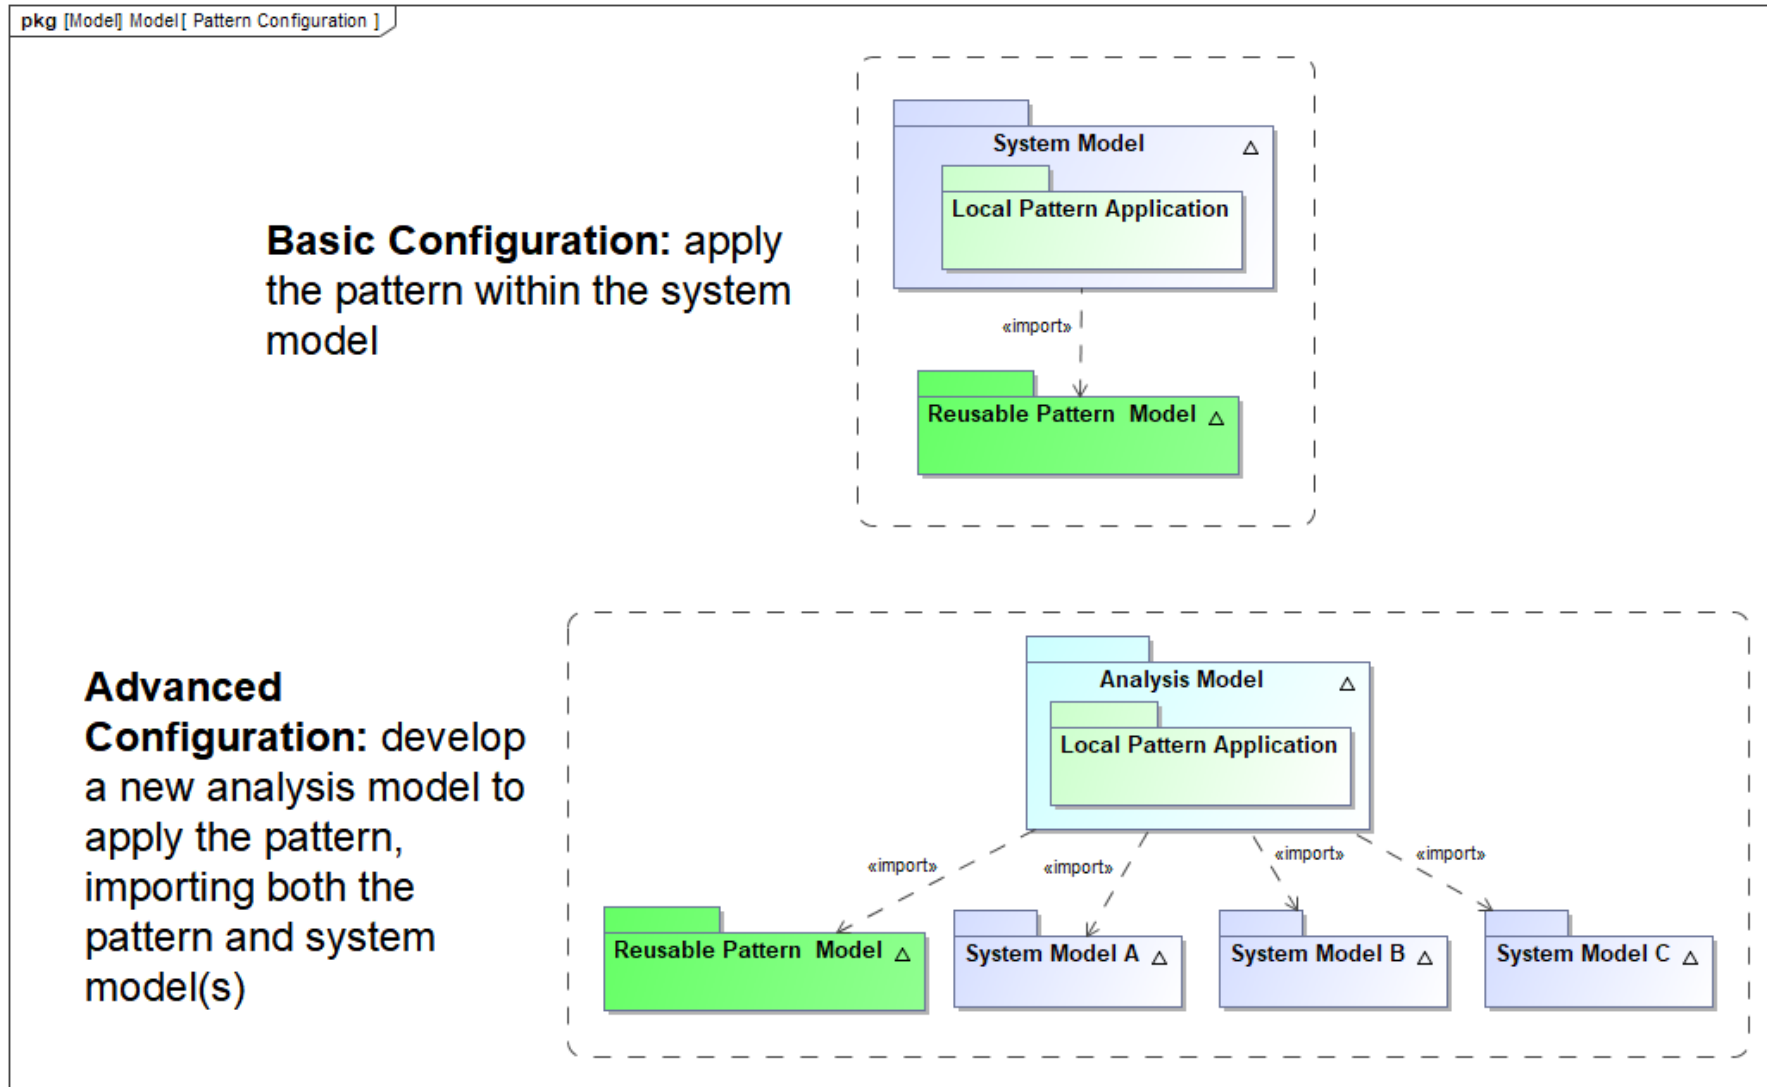 pkg [Model] Model[ Pattern Configuration ]
System Model
Local Pattern Application
Basic Configuration: apply
the pattern within the system
model
«import»
Reusable Pattern  Model
Advanced
Configuration: develop
a new analysis model to
apply the pattern,
importing both the
pattern and system
model(s)
Analysis Model
Local Pattern Application
«import»
«import»
«import»
«import»
Reusable Pattern  Model
System Model A
System Model B
System Model C